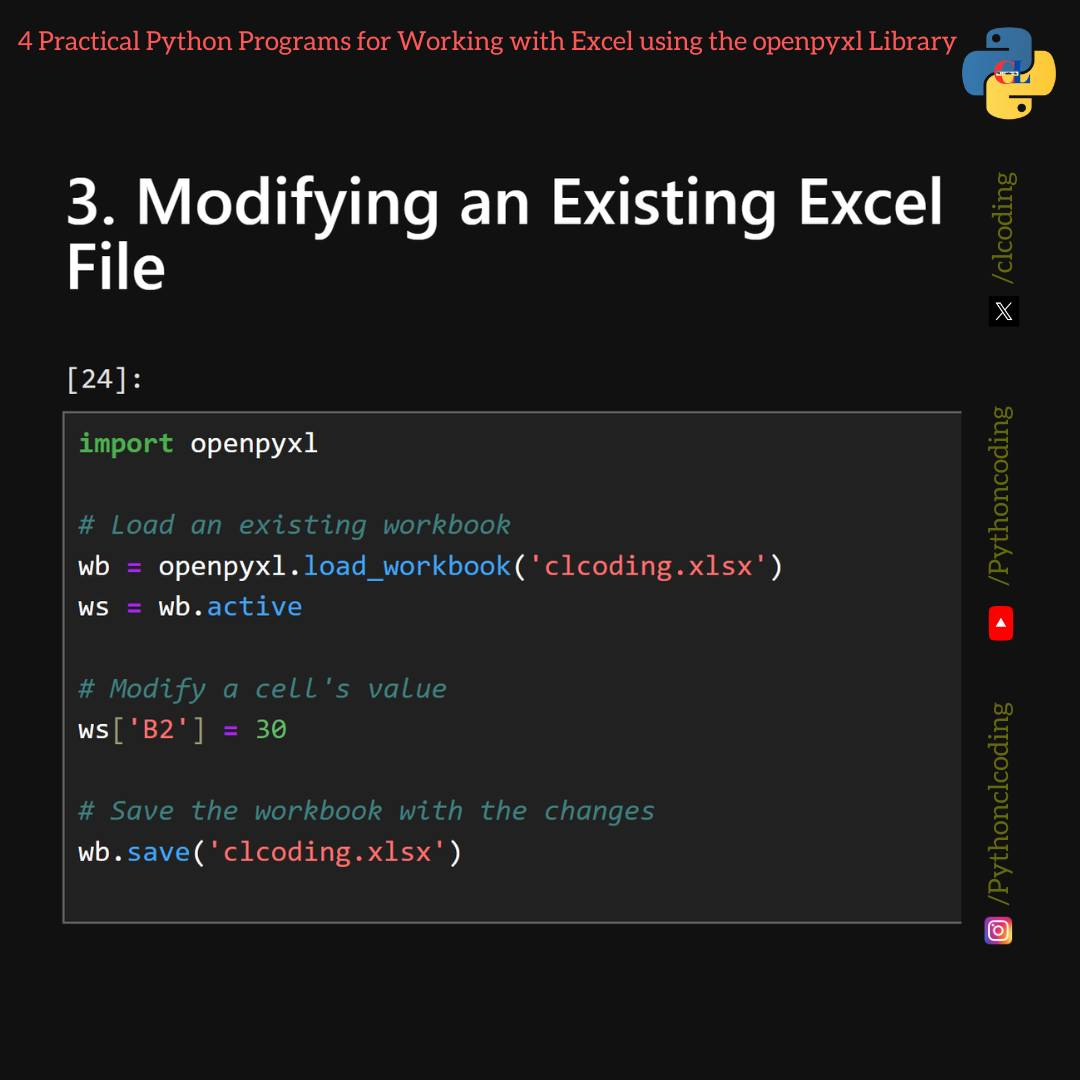 4 Practical Python Programs for Working with Excel using the openpyxl Library
CL
3. Modifying an Existing Excel
File
[24]:
import openpyxl
# Load an existing workbook
wb = openpyxl.load_workbook('clcoding.xlsx')
ws = wb.active
# Modify a cell's value
ws['B2'] = 30
# Save the workbook with the changes
wb.save('clcoding.xlsx')
/clcoding
/Pythoncoding
/Pythonclcoding